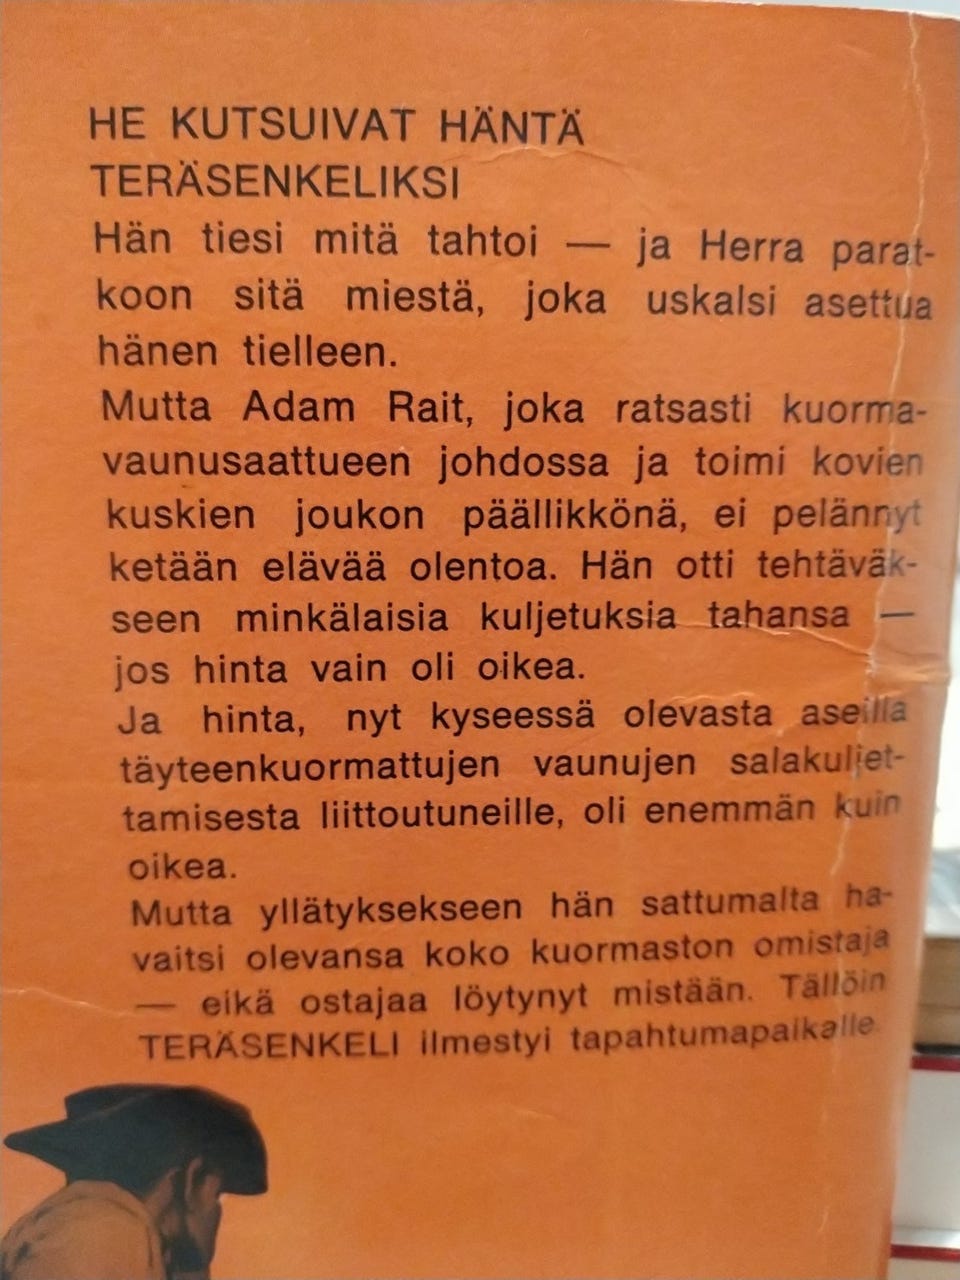 HE KUTSUIVAT HÄNTÄ
TERÄSENKELIKSI
Hän tiesi mitä tahtoi — ja Herra parat-
koon sitä miestä, joka uskalsi asettua
hänen tielleen.
Mutta Adam Rait, joka ratsasti kuorma-
vaunusaattueen johdossa ja toimi kovien
kuskien joukon päällikkönä, ei pelännyt
ketään elävää olentoa. Hän otti tehtäväk-
seen minkälaisia kuljetuksia tahansa —
jos hinta vain oli oikea.
Ja hinta, nyt kyseessä olevasta aseilla
täyteenkuormattujen vaunujen salakuljet-
tamisesta liittoutuneille, oli enemmän kuin
oikea.
Mutta yllätyksekseen hän sattumalta ha-
vaitsi olevansa koko kuormaston omistaja
— eikä ostajaa löytynyt mistään. Tällöin
TERÄSENKELI ilmestyi tapahtumapaikalle.